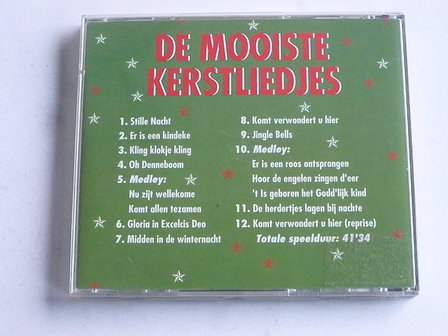 DE MOOISTE
KERSTLIEDJES
1. Stille Nacht
2. Er is een kindeke
3. Kling klokje kling
4. Oh Denneboom
5. Medley:
Nu zijt wellekome
Komt allen tezamen
6. Gloria in Excelcis Deo
7. Midden in de winternacht
8. Komt verwondert u hier
9. Jingle Bells
10. Medley:
Er is een roos ontsprongen
Hoor de engelen zingen d'eer
't Is geboren het Godd'lijk kind
11. De herdertjes lagen bij nachte
12. Komt verwondert u hier (reprise)
Totale speelduur: 41'34